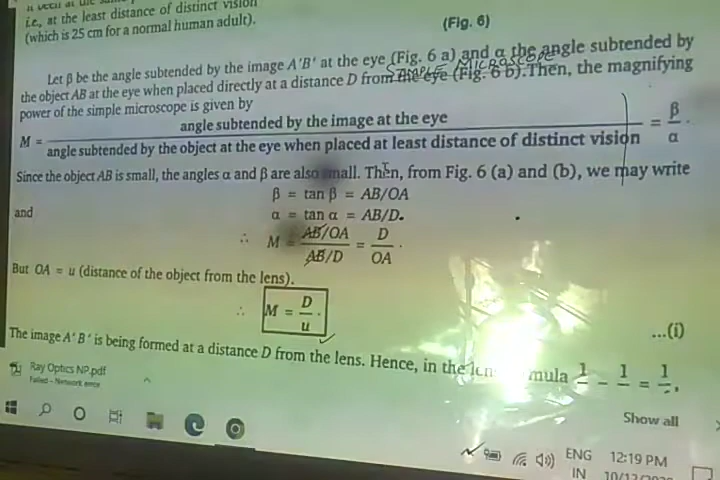 i.e., at the least distance of distinct vision
(which is 25 cm for a normal human adult).
(Fig. 6)
Let β be the angle subtended by the image A'B' at the eye (Fig. 6 a) and α the angle subtended by
SIMPLE MICROSCOPE
the object AB at the eye when placed directly at a distance D from the eye (Fig. 6 b). Then, the magnifying
power of the simple microscope is given by
M = angle subtended by the image at the eye / angle subtended by the object at the eye when placed at least distance of distinct vision = β/α.
Since the object AB is small, the angles α and β are also small. Then, from Fig. 6 (a) and (b), we may write
β = tan β = AB/OA
and α = tan α = AB/D.
∴ M = AB/OA / AB/D = D/OA.
But OA = u (distance of the object from the lens).
∴ M = D/u. ...(i)
The image A'B' is being formed at a distance D from the lens. Hence, in the len mula 1 – 1 = 1,
Ray Optics NP.pdf
Failed - Network error
Show all
ENG 12:19 PM
IN